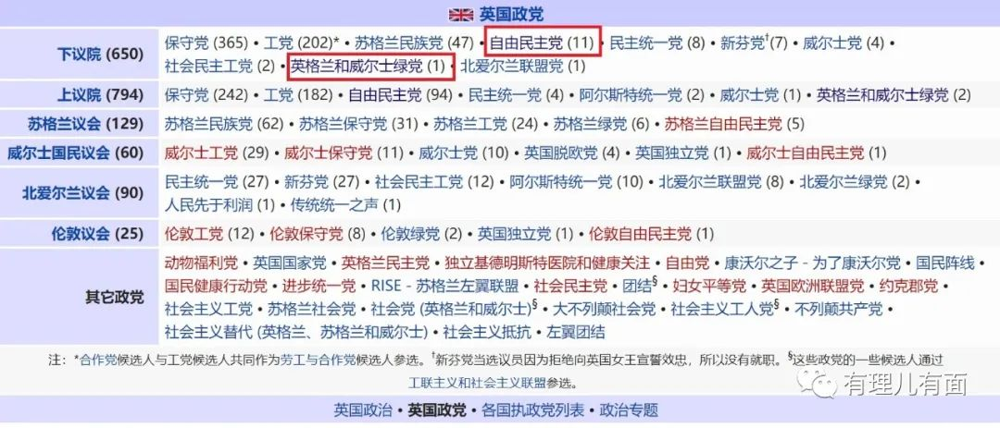 英国政党
下议院 (650)
保守党 (365) • 工党 (202)* • 苏格兰民族党 (47) • 自由民主党 (11) • 民主统一党 (8) • 新芬党†(7) • 威尔士党 (4) •
社会民主工党 (2) • 英格兰和威尔士绿党 (1) • 北爱尔兰联盟党 (1)
上议院 (794)
保守党 (242) • 工党 (182) • 自由民主党 (94) • 民主统一党 (4) • 阿尔斯特统一党 (2) • 威尔士党 (1) • 英格兰和威尔士绿党 (2)
苏格兰议会 (129)
苏格兰民族党 (62) • 苏格兰保守党 (31) • 苏格兰工党 (24) • 苏格兰绿党 (6) • 苏格兰自由民主党 (5)
威尔士国民议会 (60)
威尔士工党 (29) • 威尔士保守党 (11) • 威尔士党 (10) • 英国脱欧党 (4) • 英国独立党 (1) • 威尔士自由民主党 (1)
北爱尔兰议会 (90)
民主统一党 (27) • 新芬党 (27) • 社会民主工党 (12) • 阿尔斯特统一党 (10) • 北爱尔兰联盟党 (8) • 北爱尔兰绿党 (2) •
人民先于利润 (1) • 传统统一之声 (1)
伦敦议会 (25)
伦敦工党 (12) • 伦敦保守党 (8) • 伦敦绿党 (2) • 英国独立党 (1) • 伦敦自由民主党 (1)
其它政党
动物福利党 • 英国国家党 • 英格兰民主党 • 独立基德明斯特医院和健康关注 • 自由党 • 康沃尔之子 - 为了康沃尔党 • 国民阵线 •
国民健康行动党 • 进步统一党 • RISE - 苏格兰左翼联盟 • 社会民主党 • 团结§ • 妇女平等党 • 英国欧洲联盟党 • 约克郡党 •
社会主义工党 • 苏格兰社会党 • 社会党 (英格兰和威尔士)§ • 大不列颠社会党 • 社会主义工人党§ • 不列颠共产党 •
社会主义替代 (英格兰、苏格兰和威尔士) • 社会主义抵抗 • 左翼团结
注：*合作党候选人与工党候选人共同作为劳工与合作党候选人参选。†新芬党当选议员因为拒绝向英国女王宣誓效忠，所以没有就职。§这些政党的一些候选人通过
工联主义和社会主义联盟参选。
有理儿有面
英国政治 • 英国政党 • 各国执政党列表 • 政治专题